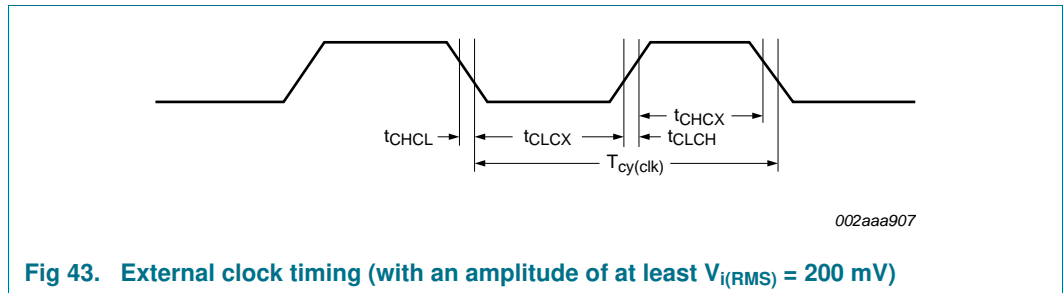 tCHCX
tCHCL
tCLCX
tCLCH
Tcy(clk)
002aaa907
Fig 43. External clock timing (with an amplitude of at least Vi(RMS) = 200 mV)